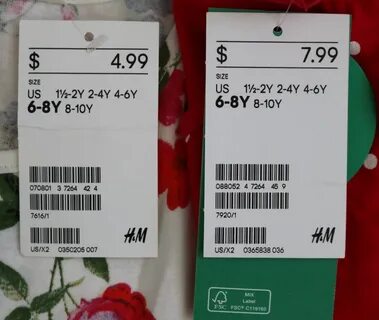 $ 4.99
SIZE
US 1½-2Y 2-4Y 4-6Y
6-8Y 8-10Y
070801 3 7264 42 4
7616/1
US/X2 0350205 007
H&M
$ 7.99
SIZE
US 1½-2Y 2-4Y 4-6Y
6-8Y 8-10Y
088052 4 7264 45 9
7920/1
US/X2 0365838 036
H&M
FSC
MIX
Label